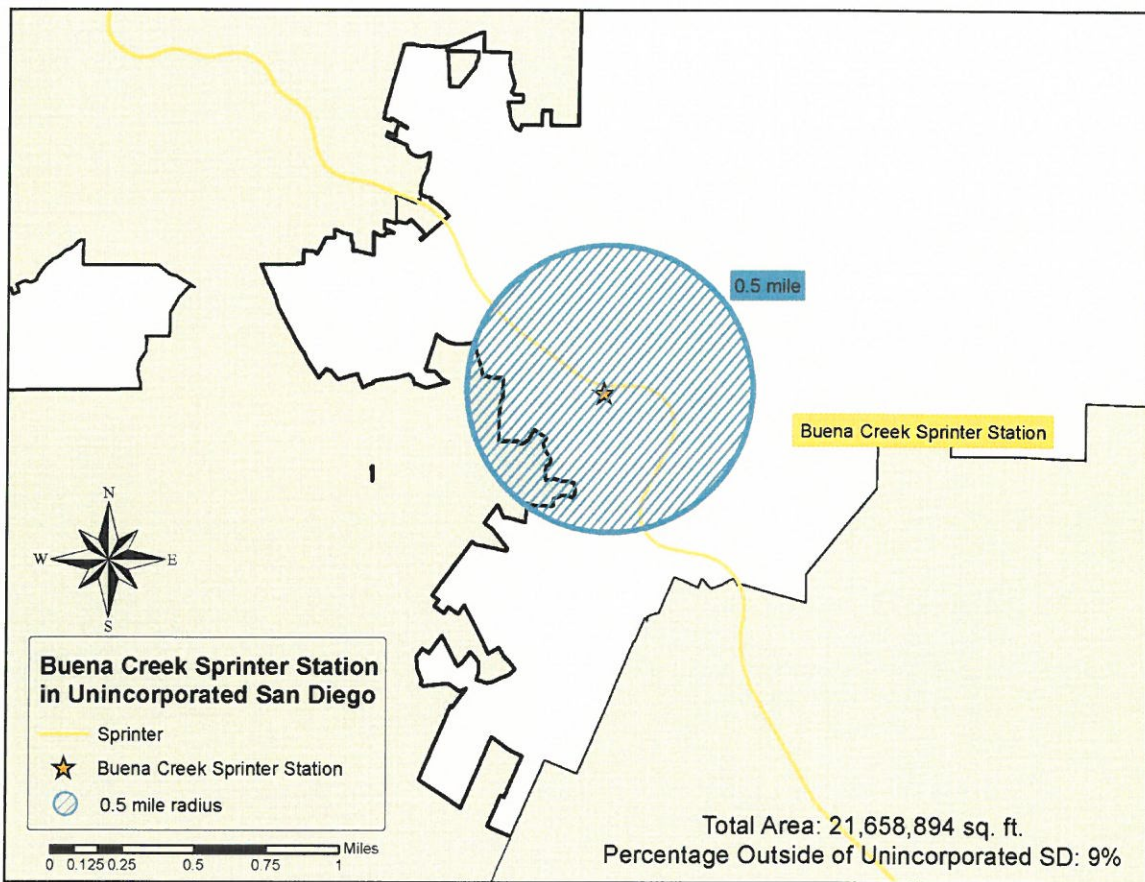 0.5 mile
Buena Creek Sprinter Station
N
W
E
S
Buena Creek Sprinter Station
in Unincorporated San Diego
Sprinter
Buena Creek Sprinter Station
0.5 mile radius
Miles
0 0.125 0.25 0.5 0.75 1
Total Area: 21,658,894 sq. ft.
Percentage Outside of Unincorporated SD: 9%